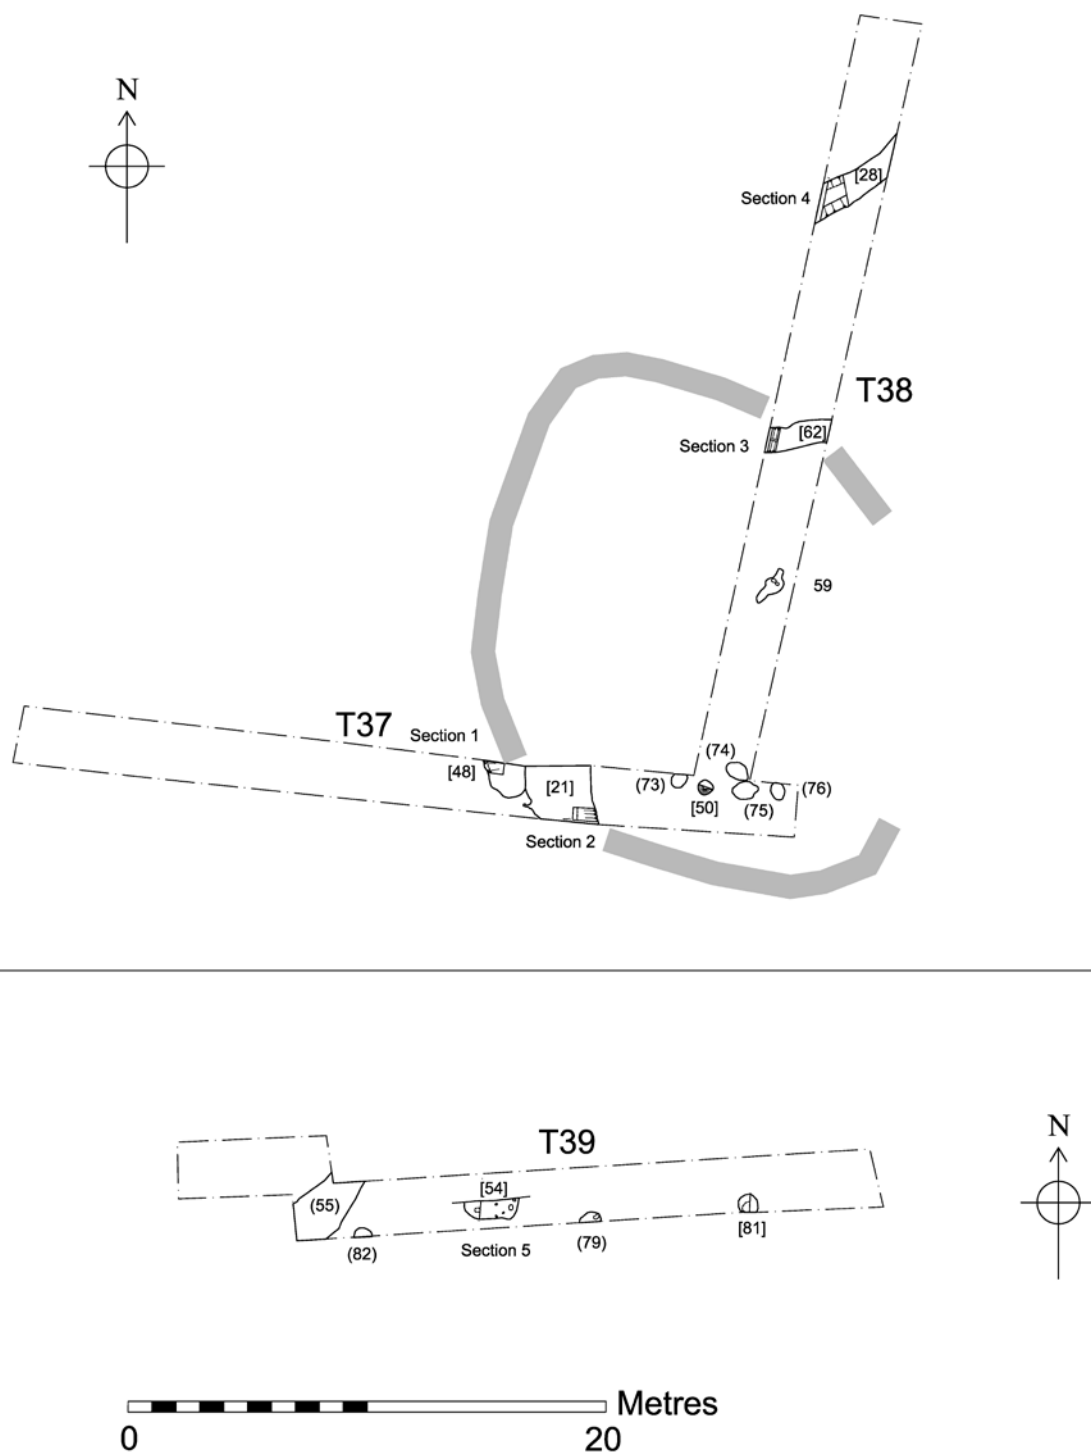 N
[28]
Section 4
T38
[62]
Section 3
59
T37
Section 1
[48]
[21]
(73)
(74)
[50]
(75)
(76)
Section 2
T39
N
[54]
(55)
(82)
Section 5
(79)
[81]
Metres
0
20